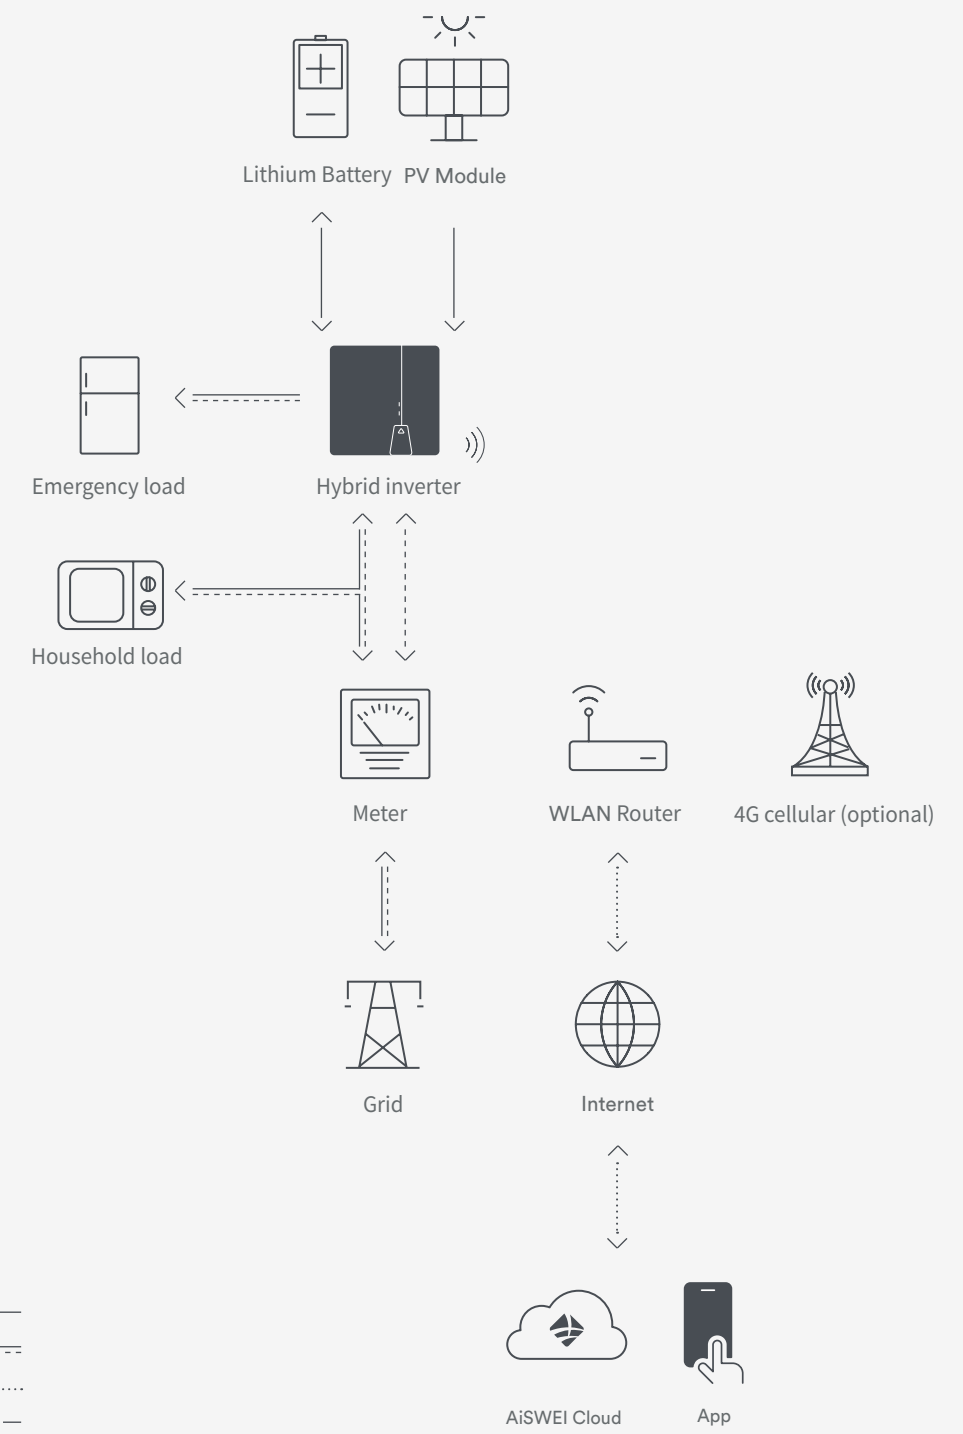 Lithium Battery
PV Module
Emergency load
Hybrid inverter
Household load
Meter
WLAN Router
4G cellular (optional)
Grid
Internet
AiSWEI Cloud
App